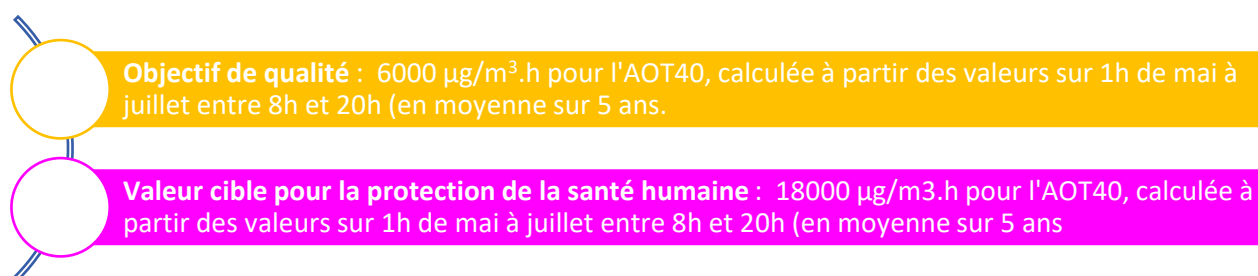 Objectif de qualité : 6000 µg/m³.h pour l'AOT40, calculée à partir des valeurs sur 1h de mai à
juillet entre 8h et 20h (en moyenne sur 5 ans.
Valeur cible pour la protection de la santé humaine : 18000 µg/m3.h pour l'AOT40, calculée à
partir des valeurs sur 1h de mai à juillet entre 8h et 20h (en moyenne sur 5 ans